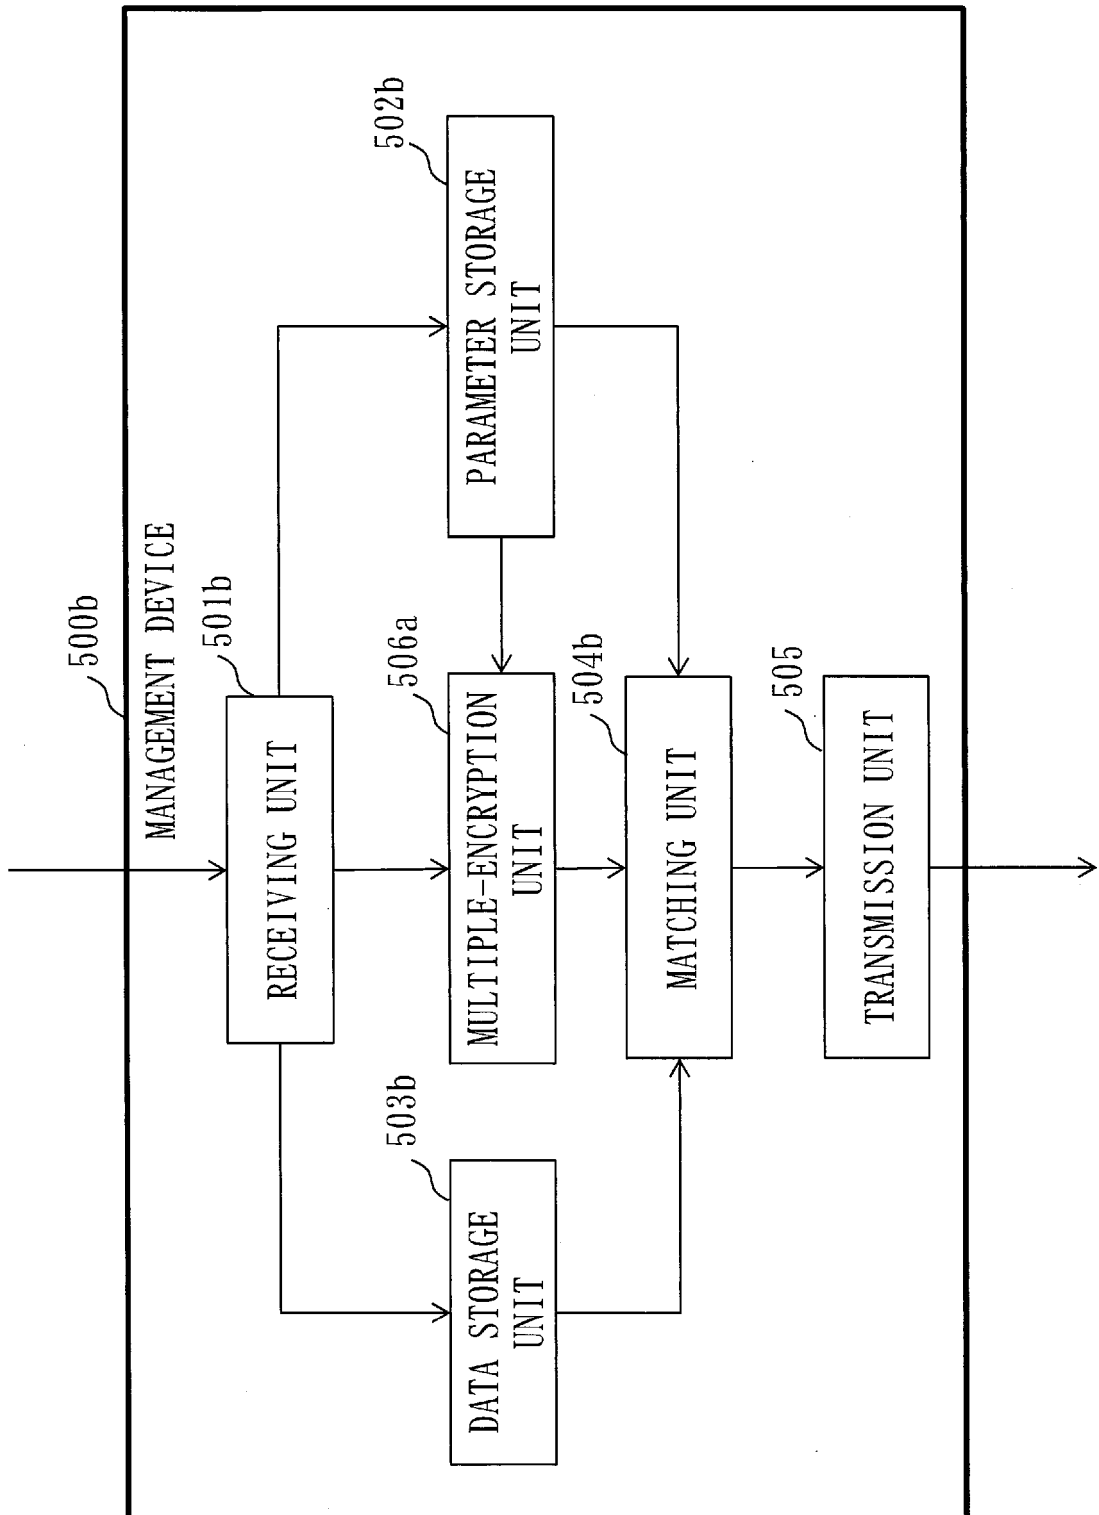 500b
MANAGEMENT DEVICE
501b
RECEIVING UNIT
502b
PARAMETER STORAGE
UNIT
506a
MULTIPLE-ENCRYPTION
UNIT
503b
DATA STORAGE
UNIT
504b
MATCHING UNIT
505
TRANSMISSION UNIT